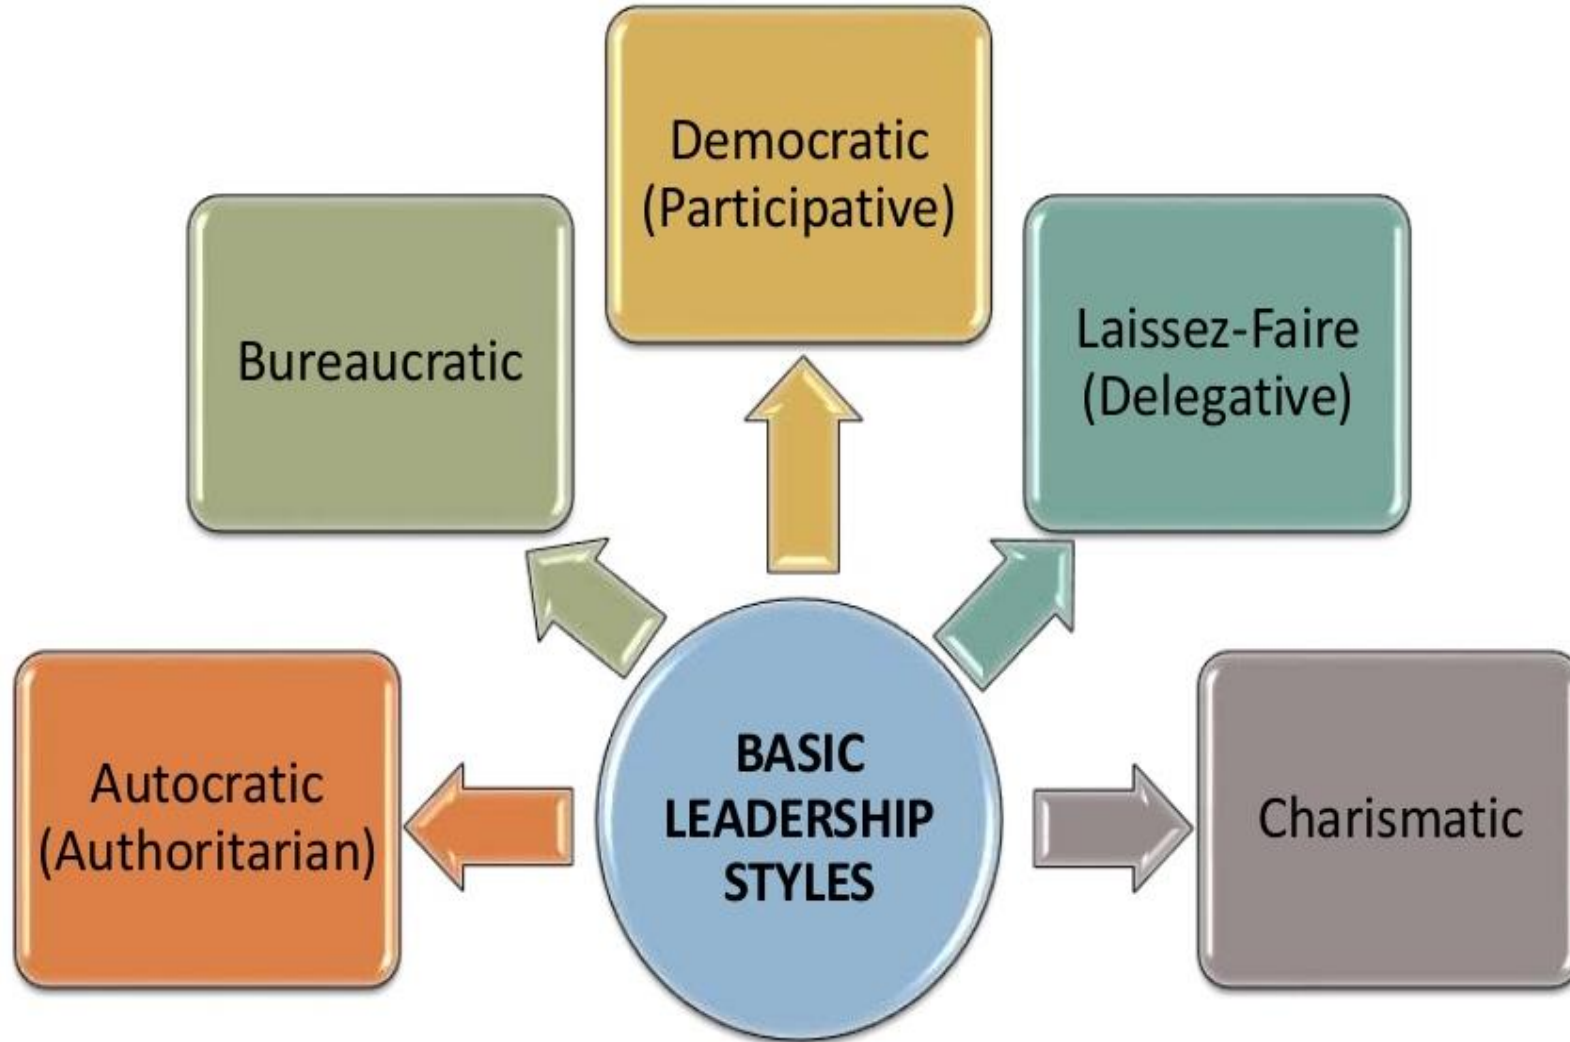 Democratic
(Participative)
Bureaucratic
Laissez-Faire
(Delegative)
Autocratic
(Authoritarian)
BASIC
LEADERSHIP
STYLES
Charismatic